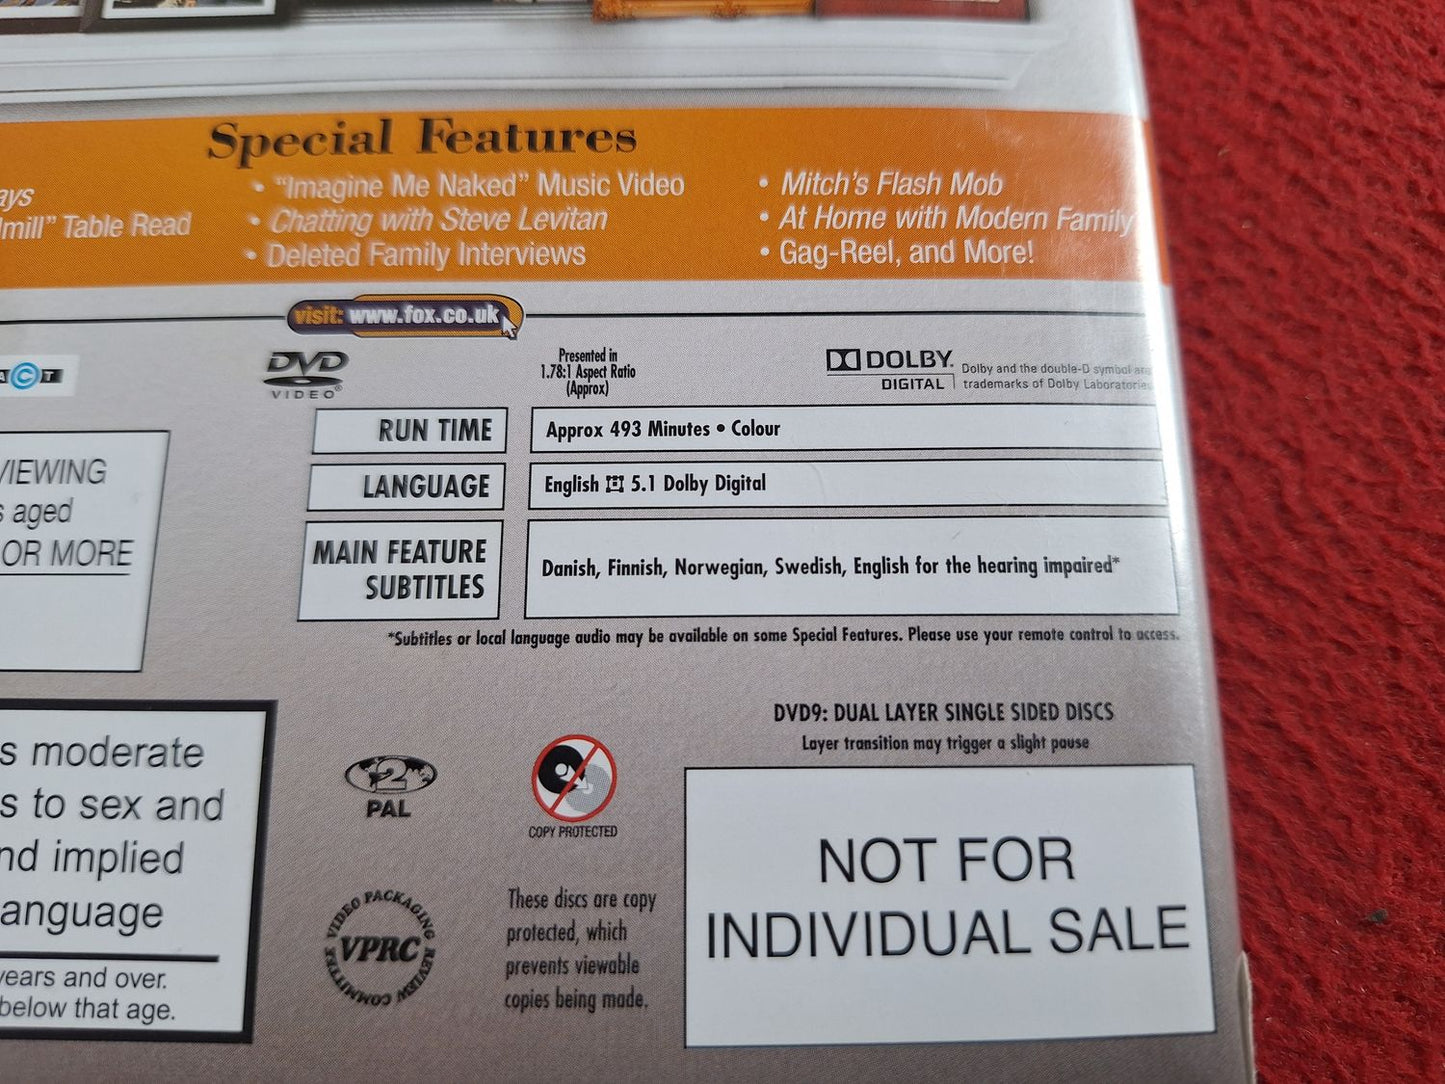 Special Features
ays
• "Imagine Me Naked" Music Video
• Mitch's Flash Mob
lmill" Table Read
• Chatting with Steve Levitan
• At Home with Modern Family
• Deleted Family Interviews
• Gag-Reel, and More!
visit: www.fox.co.uk
ACT
DVD
VIDEO
Presented in
1.78:1 Aspect Ratio
(Approx)
DOLBY
DIGITAL
Dolby and the double-D symbol are
trademarks of Dolby Laboratories
RUN TIME
Approx 493 Minutes • Colour
LANGUAGE
English 5.1 Dolby Digital
MAIN FEATURE
SUBTITLES
Danish, Finnish, Norwegian, Swedish, English for the hearing impaired*
*Subtitles or local language audio may be available on some Special Features. Please use your remote control to access.
VIEWING
s aged
OR MORE
s moderate
s to sex and
nd implied
anguage
years and over.
below that age.
2
PAL
COPY PROTECTED
VIDEO PACKAGING REVIEW COMMITTEE
VPRC
These discs are copy
protected, which
prevents viewable
copies being made.
DVD9: DUAL LAYER SINGLE SIDED DISCS
Layer transition may trigger a slight pause
NOT FOR
INDIVIDUAL SALE